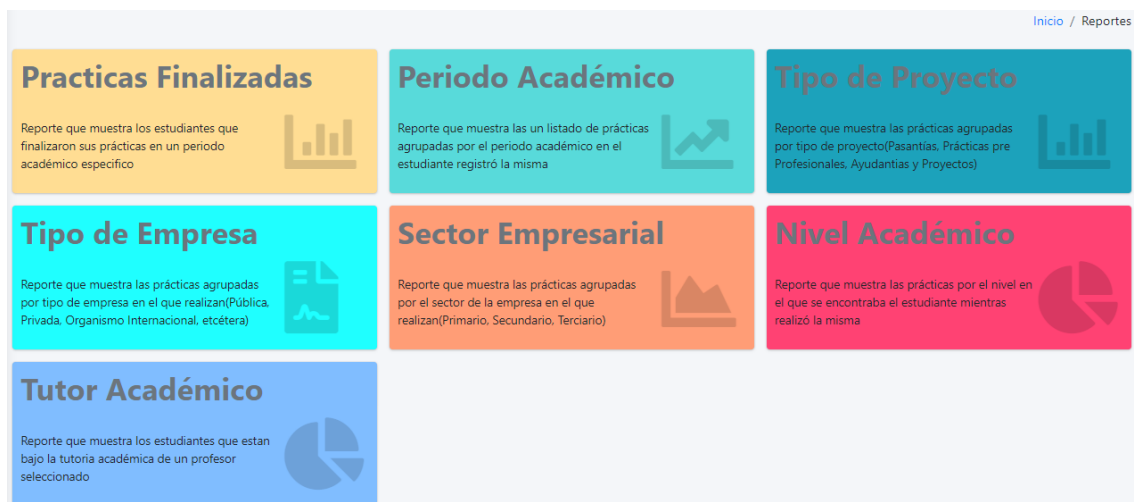 Inicio / Reportes
Practicas Finalizadas
Reporte que muestra los estudiantes que
finalizaron sus prácticas en un periodo
académico especifico
Periodo Académico
Reporte que muestra las un listado de prácticas
agrupadas por el periodo académico en el
estudiante registró la misma
Tipo de Proyecto
Reporte que muestra las prácticas agrupadas
por tipo de proyecto(Pasantías, Prácticas pre
Profesionales, Ayudantias y Proyectos)
Tipo de Empresa
Reporte que muestra las prácticas agrupadas
por tipo de empresa en el que realizan(Pública,
Privada, Organismo Internacional, etcétera)
Sector Empresarial
Reporte que muestra las prácticas agrupadas
por el sector de la empresa en el que
realizan(Primario, Secundario, Terciario)
Nivel Académico
Reporte que muestra las prácticas por el nivel en
el que se encontraba el estudiante mientras
realizó la misma
Tutor Académico
Reporte que muestra los estudiantes que estan
bajo la tutoria académica de un profesor
seleccionado